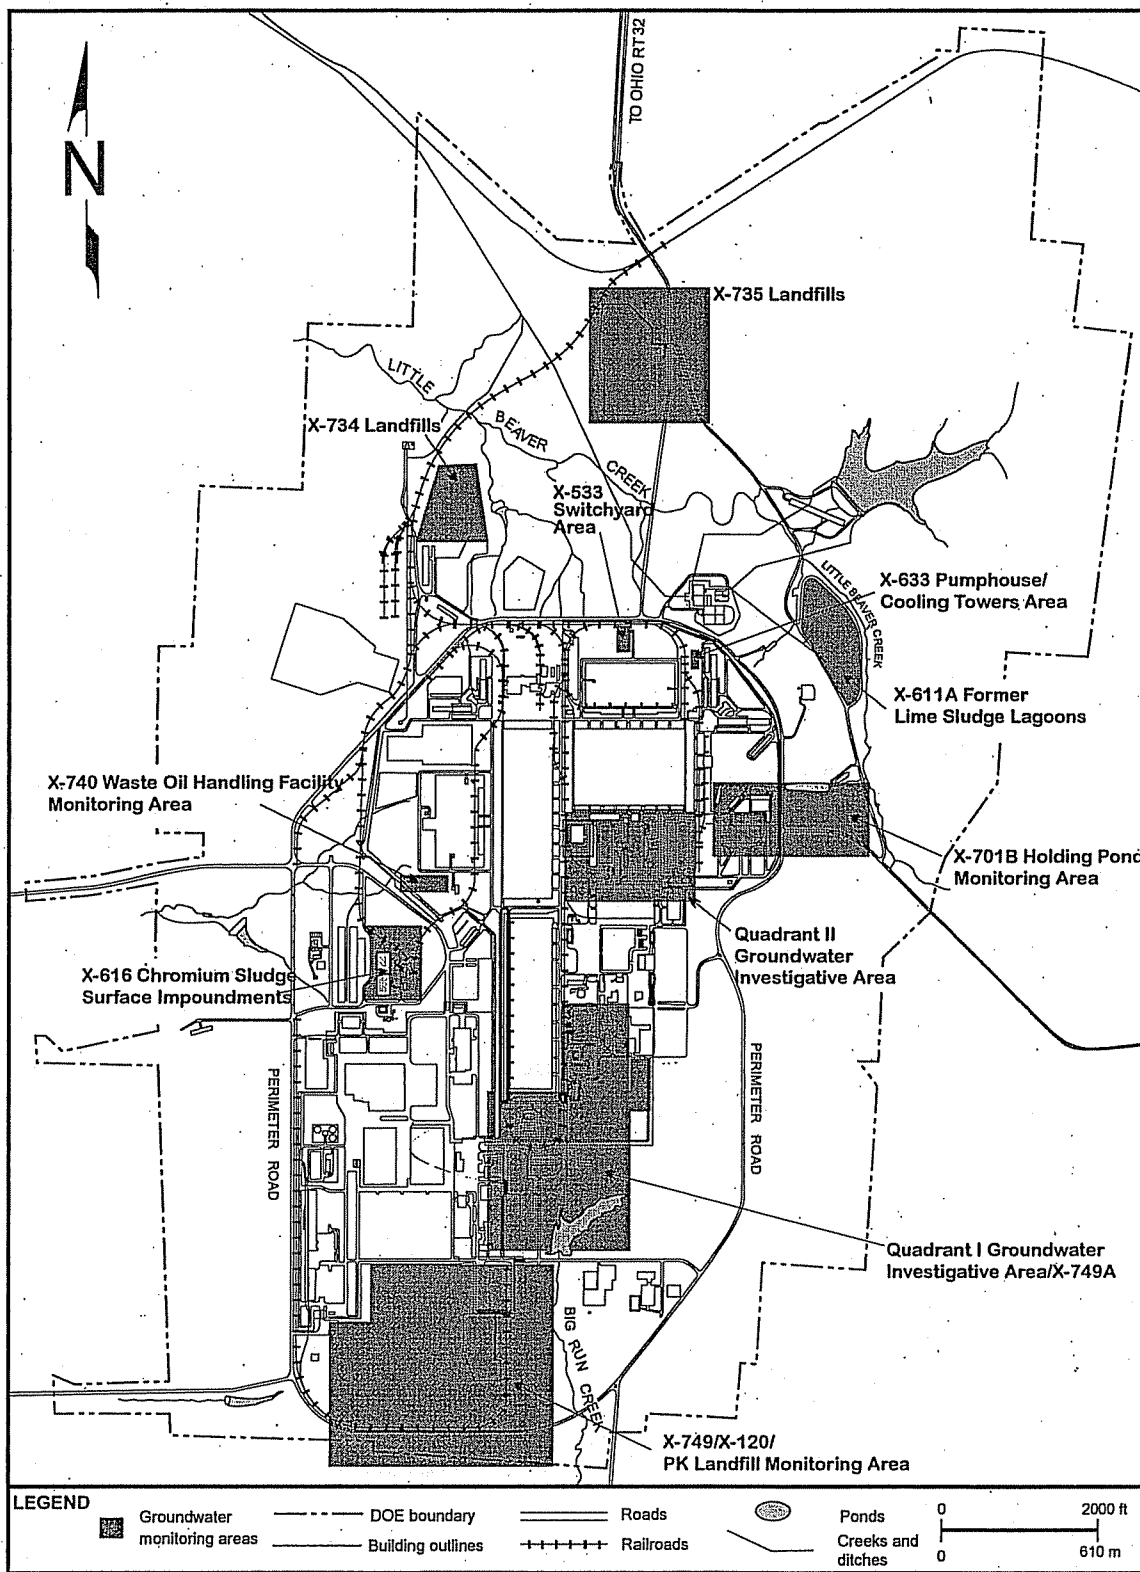 TO OHIO RT32
N
X-735 Landfills
LITTLE
BEAVER
CREEK
X-734 Landfills
X-533
Switchyard
Area
X-633 Pumphouse/
Cooling Towers Area
LITTLE BEAVER CREEK
X-611A Former
Lime Sludge Lagoons
X-740 Waste Oil Handling Facility
Monitoring Area
X-701B Holding Pond
Monitoring Area
Quadrant II
Groundwater
Investigative Area
X-616 Chromium Sludge
Surface Impoundments
PERIMETER ROAD
PERIMETER ROAD
Quadrant I Groundwater
Investigative Area/X-749A
BIG RUN CREEK
X-749/X-120/
PK Landfill Monitoring Area
LEGEND
Groundwater
monitoring areas
DOE boundary
Building outlines
Roads
Railroads
Ponds
Creeks and
ditches
0 2000 ft
0 610 m